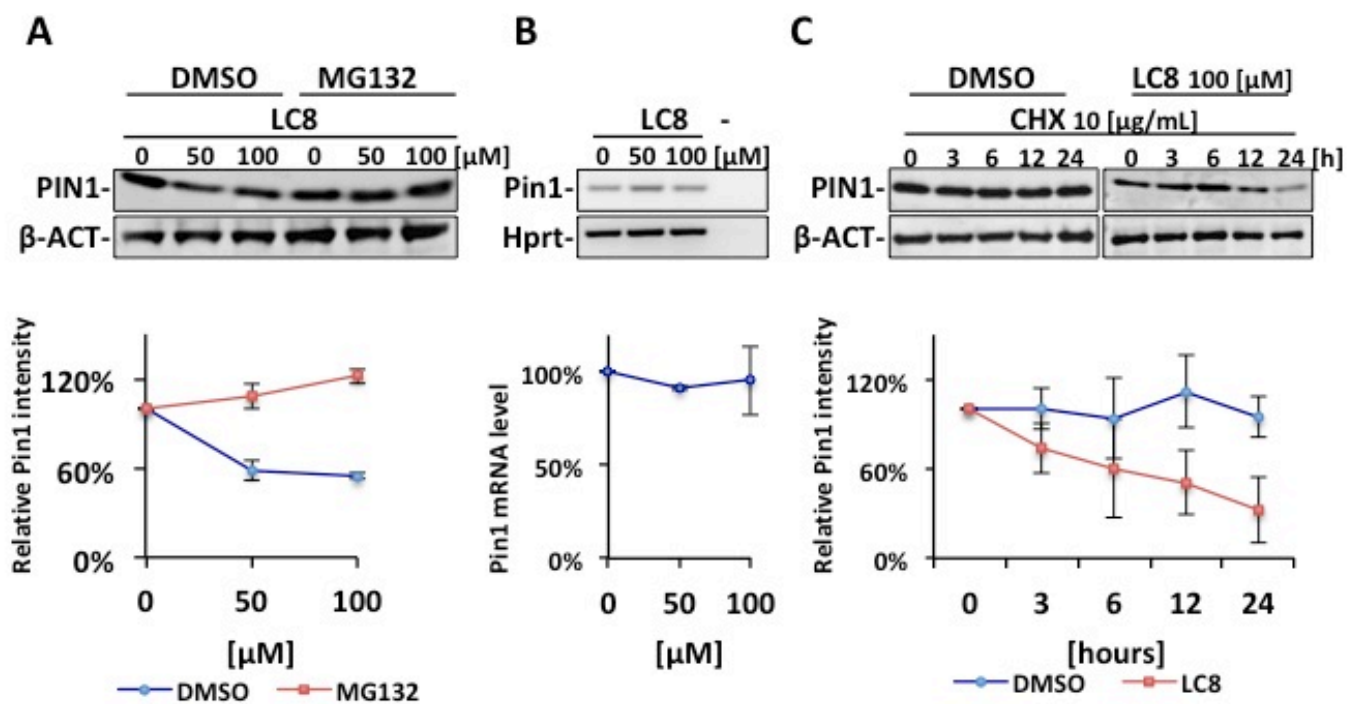 A
DMSO MG132
LC8
0 50 100 0 50 100 [µM]
PIN1-
β-ACT-
Relative Pin1 intensity
120%
60%
0%
0 50 100
[µM]
DMSO MG132
B
LC8 -
0 50 100 [µM]
Pin1-
Hprt-
Pin1 mRNA level
100%
50%
0%
0 50 100
[µM]
C
DMSO LC8 100 [µM]
CHX 10 [µg/mL]
0 3 6 12 24 0 3 6 12 24 [h]
PIN1-
β-ACT-
Relative Pin1 intensity
120%
60%
0%
0 3 6 12 24
[hours]
DMSO LC8